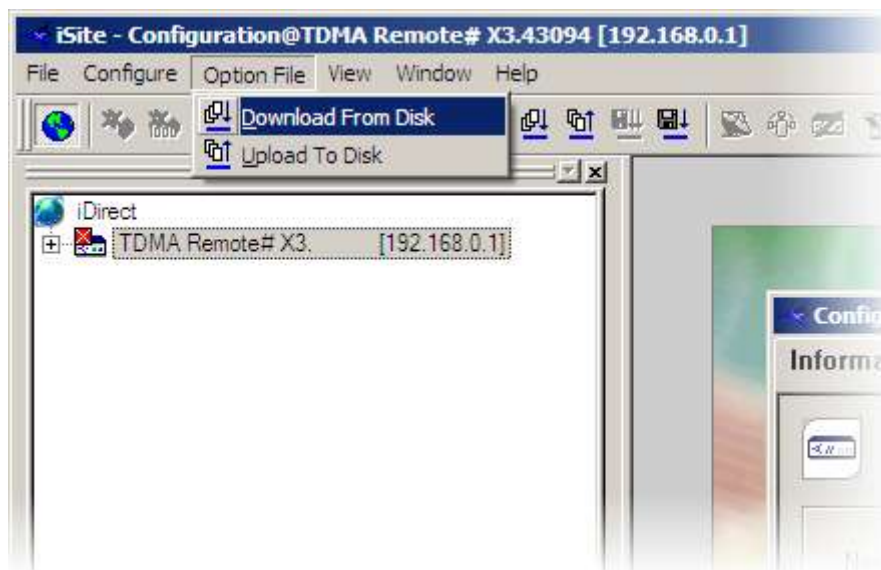 iSite - Configuration@TDMA Remote# X3.43094 [192.168.0.1]
File Configure Option File View Window Help
Download From Disk
Upload To Disk
iDirect
TDMA Remote# X3. [192.168.0.1]
Config
Informa